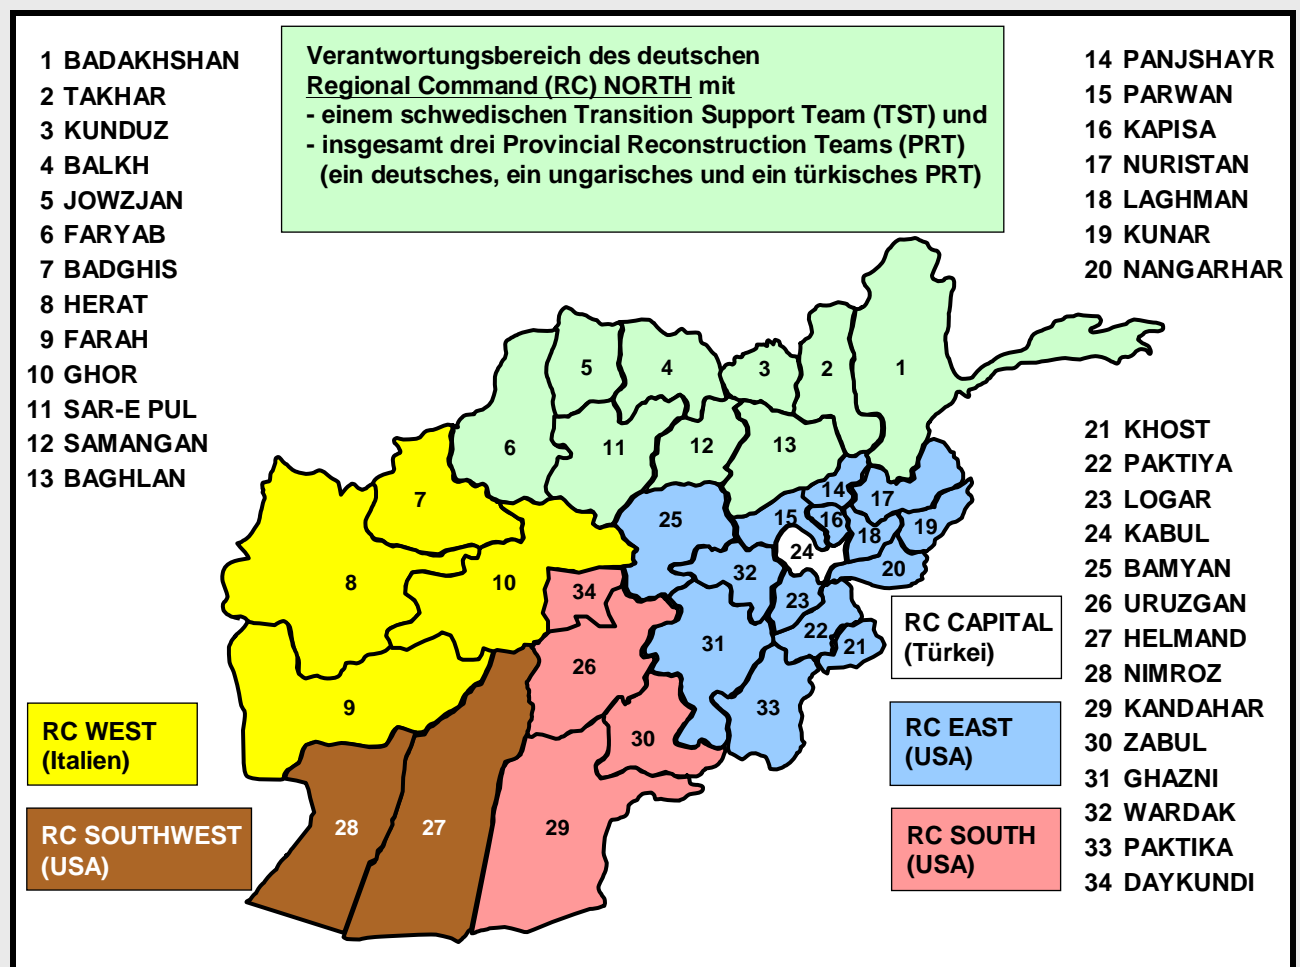 1 BADAKHSHAN
2 TAKHAR
3 KUNDUZ
4 BALKH
5 JOWZJAN
6 FARYAB
7 BADGHIS
8 HERAT
9 FARAH
10 GHOR
11 SAR-E PUL
12 SAMANGAN
13 BAGHLAN
Verantwortungsbereich des deutschen
Regional Command (RC) NORTH mit
- einem schwedischen Transition Support Team (TST) und
- insgesamt drei Provincial Reconstruction Teams (PRT)
(ein deutsches, ein ungarisches und ein türkisches PRT)
14 PANJSHAYR
15 PARWAN
16 KAPISA
17 NURISTAN
18 LAGHMAN
19 KUNAR
20 NANGARHAR
21 KHOST
22 PAKTIYA
23 LOGAR
24 KABUL
25 BAMYAN
26 URUZGAN
27 HELMAND
28 NIMROZ
29 KANDAHAR
30 ZABUL
31 GHAZNI
32 WARDAK
33 PAKTIKA
34 DAYKUNDI
5
4
3
2
1
6
11
12
13
7
14
17
25
15
16
18
19
24
20
8
10
34
32
23
22
21
31
26
33
9
30
28
27
29
RC WEST
(Italien)
RC SOUTHWEST
(USA)
RC CAPITAL
(Türkei)
RC EAST
(USA)
RC SOUTH
(USA)